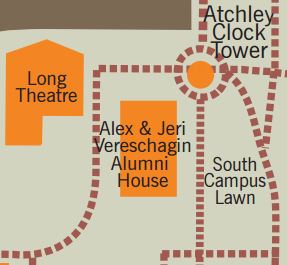 Atchley
Clock
Tower
Long
Theatre
Alex & Jeri
Vereschagin
Alumni
House
South
Campus
Lawn